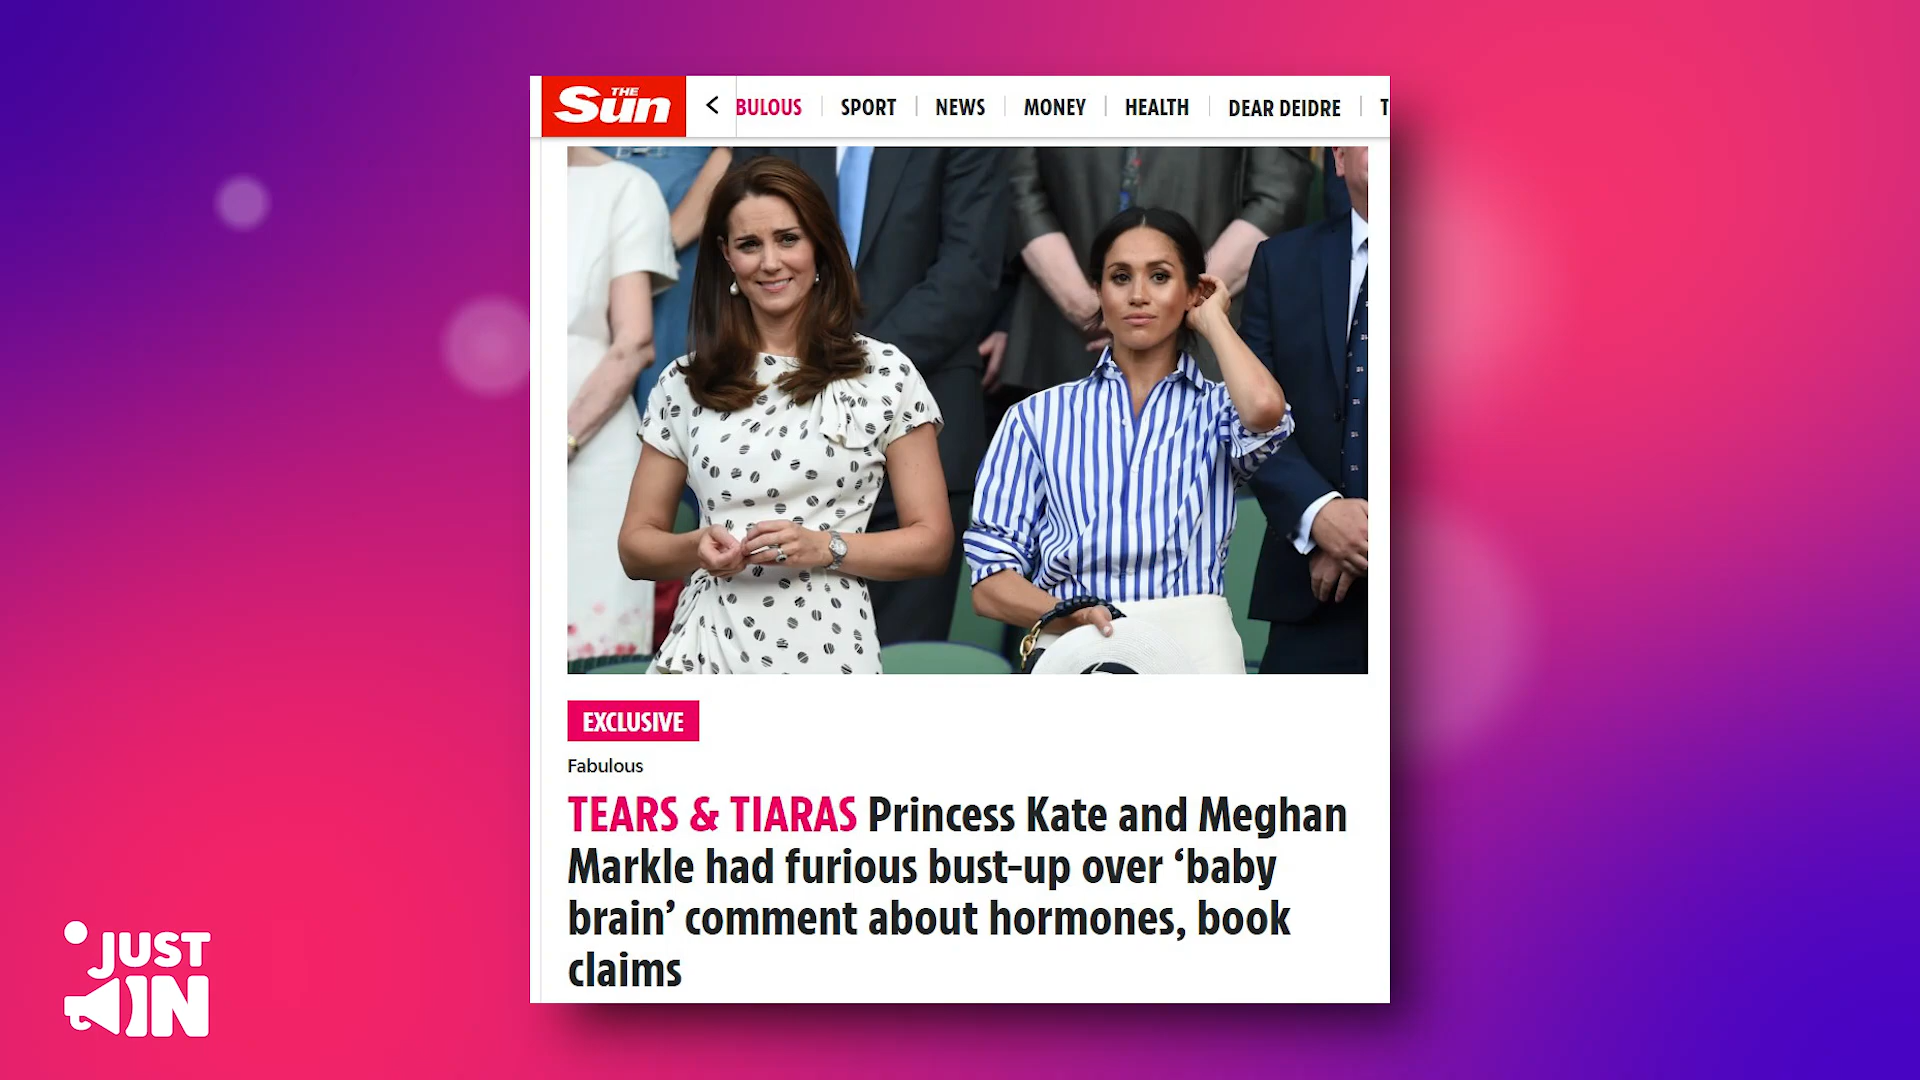 THE
Sun
< BULOUS SPORT NEWS MONEY HEALTH DEAR DEIDRE T
EXCLUSIVE
Fabulous
TEARS & TIARAS Princess Kate and Meghan
Markle had furious bust-up over ‘baby
brain’ comment about hormones, book
claims
JUST
IN